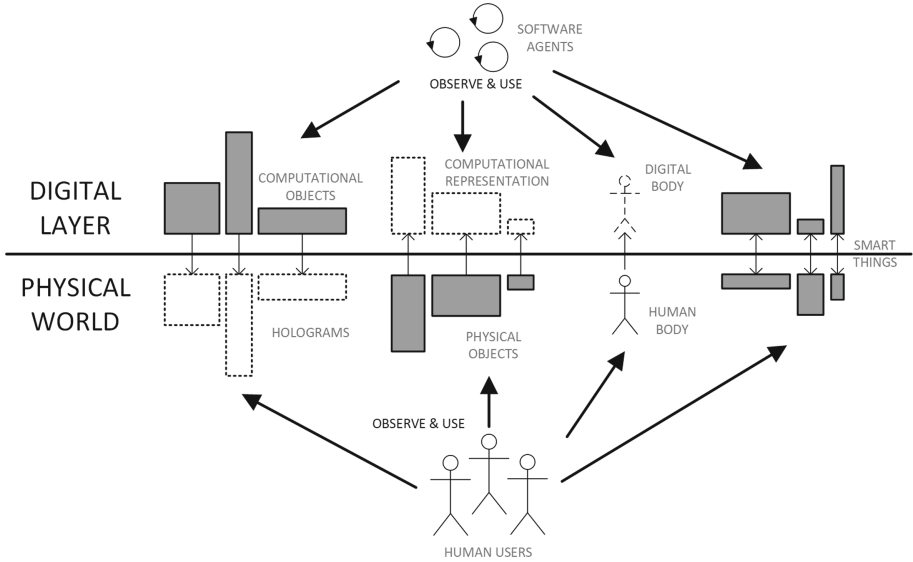 SOFTWARE
AGENTS
OBSERVE & USE
COMPUTATIONAL
OBJECTS
COMPUTATIONAL
REPRESENTATION
DIGITAL
BODY
DIGITAL
LAYER
SMART
THINGS
PHYSICAL
WORLD
HOLOGRAMS
PHYSICAL
OBJECTS
HUMAN
BODY
OBSERVE & USE
HUMAN USERS